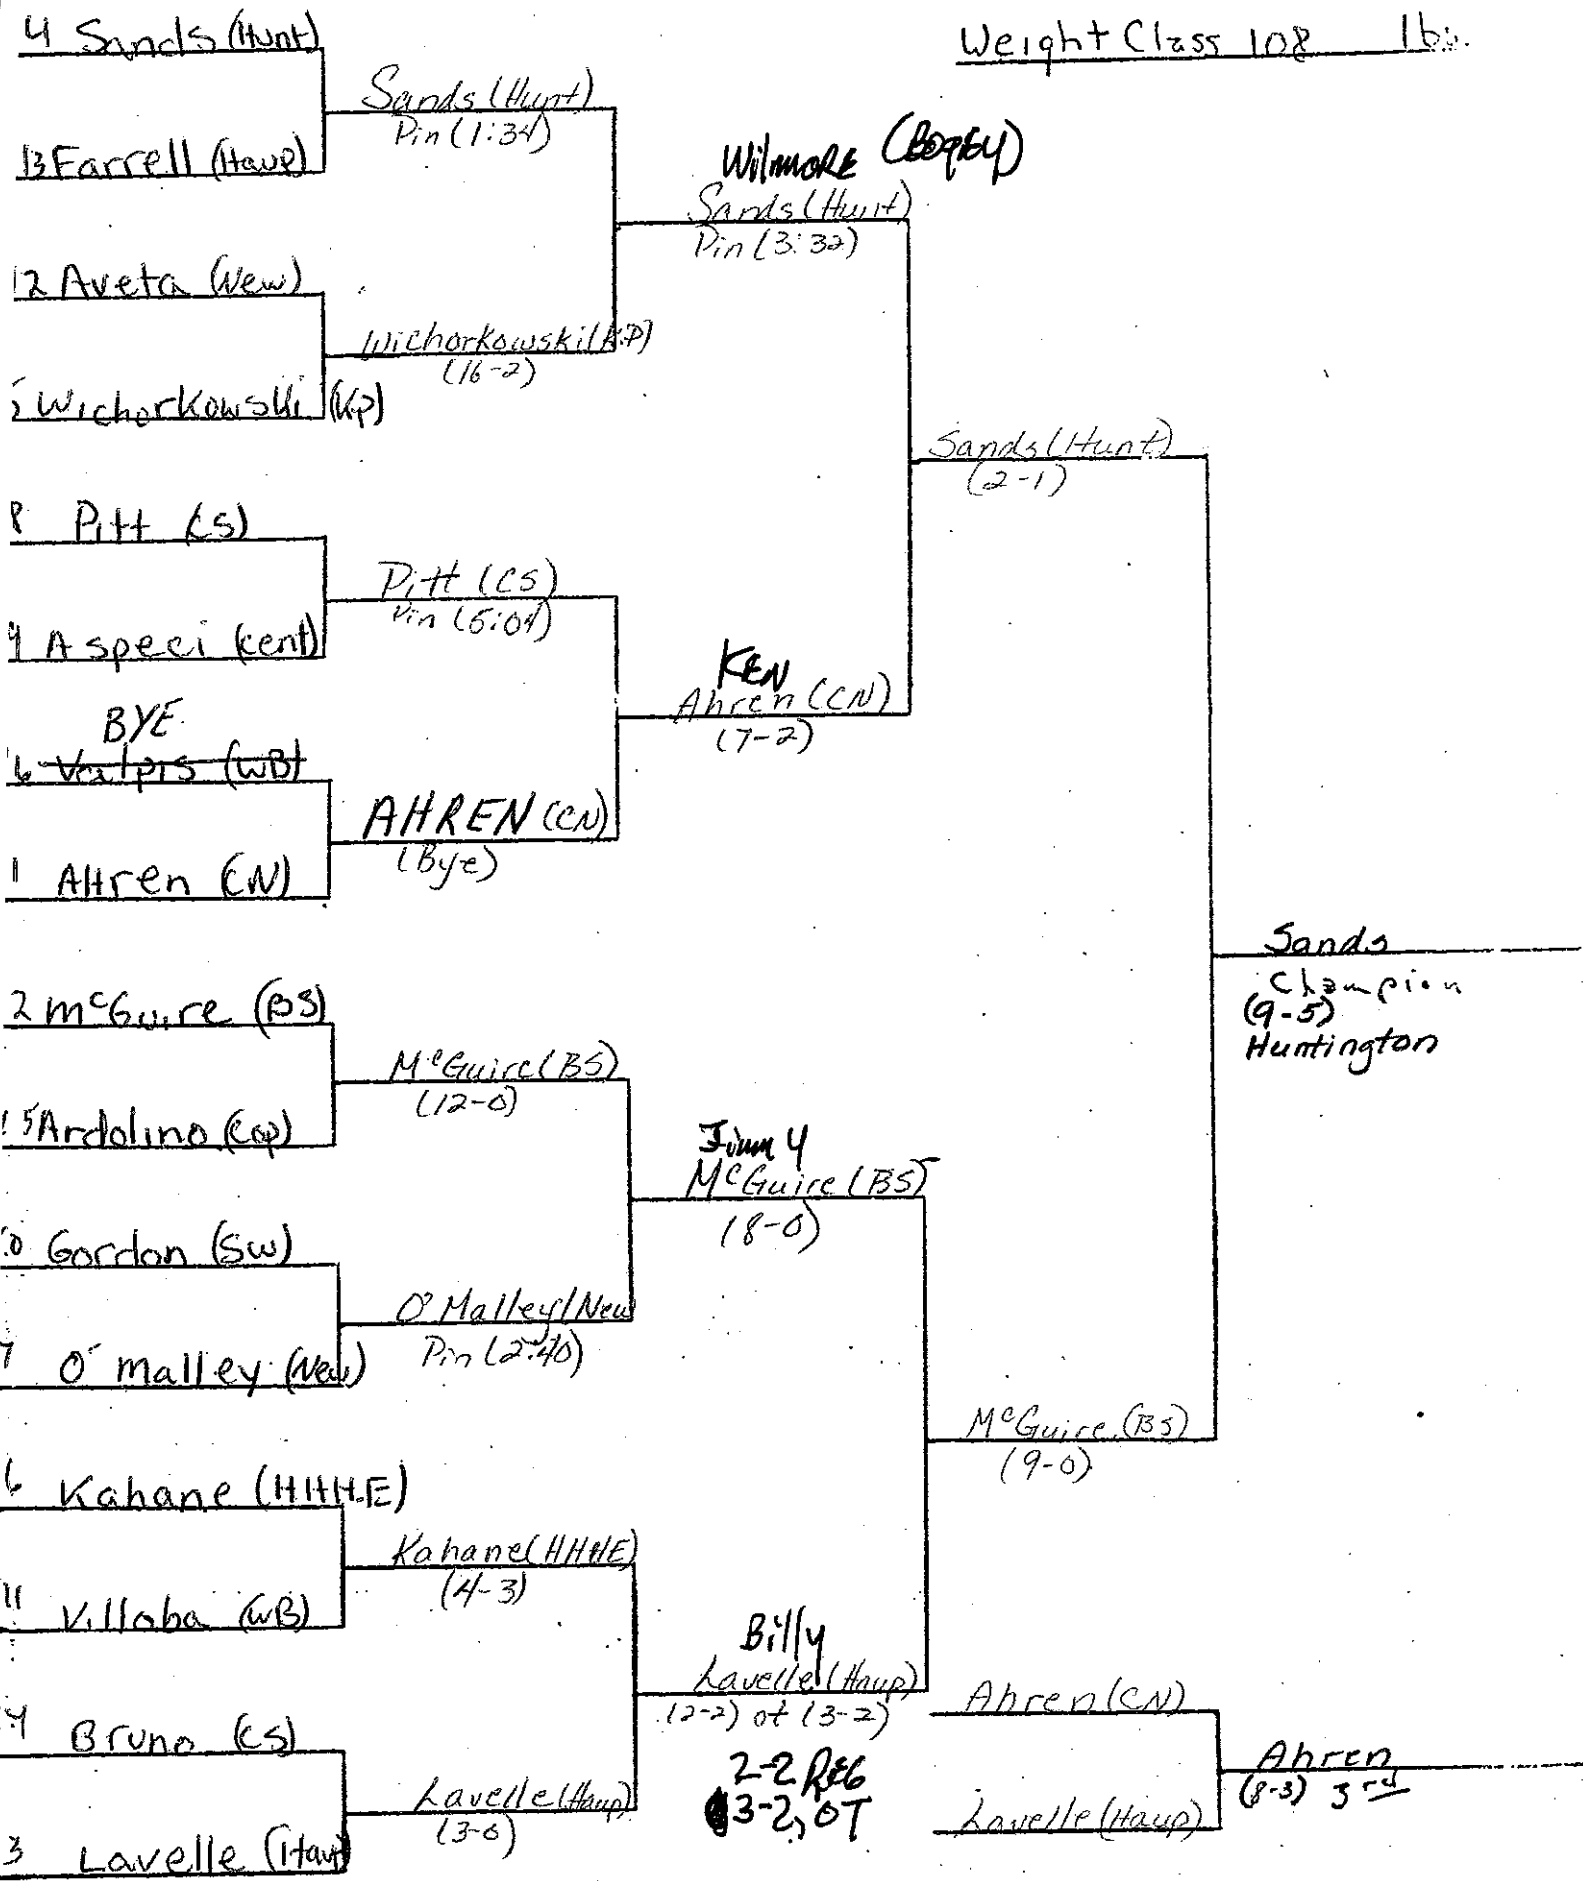 Weight Class 108 lbs.
4 Sands (Hunt)
Sands (Hunt)
Pin (1:34)
13 Farrell (Haup)
Wilmore
Sands (Hunt)
Pin (3:32)
12 Aveta (New)
Wichorkowski (KP)
(16-2)
5 Wichorkowski (KP)
Sands (Hunt)
(2-1)
8 Pitt (CS)
Pitt (CS)
Pin (5:04)
9 Aspeci (Cent)
KEN
Ahren (CN)
(7-2)
BYE
Valpis (WB)
AHREN (CN)
(Bye)
1 Ahren (CN)
Sands
Champion
(9-5)
Huntington
2 McGuire (BS)
McGuire (BS)
(12-0)
15 Ardolino (Cop)
Jimmy
McGuire (BS)
(8-0)
10 Gordon (SW)
O'Malley (New
Pin (2:40)
7 O'Malley (New)
McGuire (BS)
(9-0)
6 Kahane (HHHE)
Kahane (HHHE)
(4-3)
11 Villaba (WB)
Billy
Lavelle (Haup)
(2-2) ot (3-2)
2-2 REG
3-2, OT
14 Bruno (CS)
Lavelle (Haup)
(3-0)
3 Lavelle (Haup)
Ahren (CN)
Ahren
(8-3) 3rd
Lavelle (Haup)